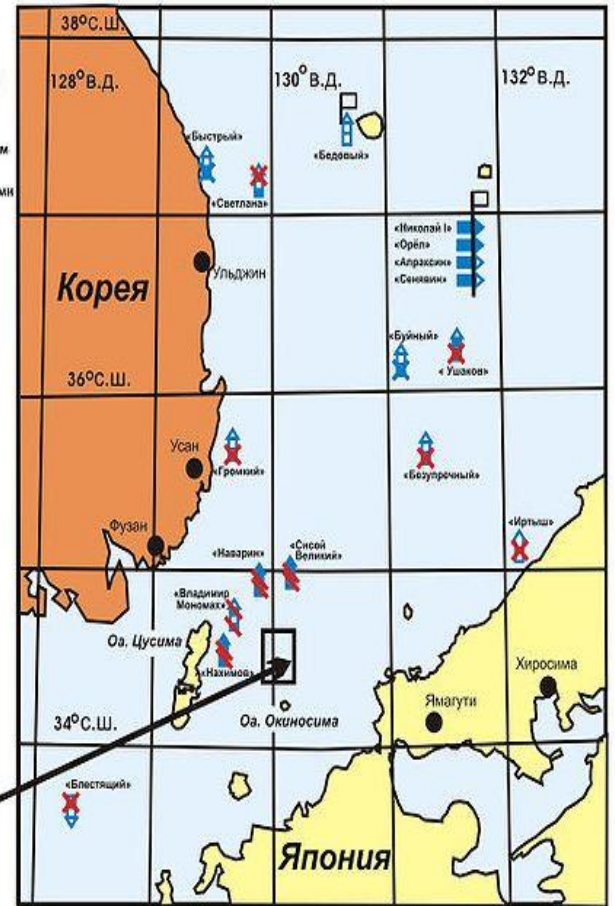 38°С.Ш.
128°В.Д.
130°В.Д.
132°В.Д.
«Быстрый»
«Бедовый»
«Светлана»
«Николай I»
«Орёл»
«Апраксин»
«Сенявин»
Ульджин
Корея
«Буйный»
« Ушаков»
36°С.Ш.
Усан
«Громкий»
«Безупречный»
Фузан
«Иртыш»
«Наварин»
«Сисой
Великий»
«Владимир
Мономах»
Оа. Цусима
«Нахимов»
Хиросима
Ямагути
Оа. Окиносима
34°С.Ш.
«Блестящий»
Япония